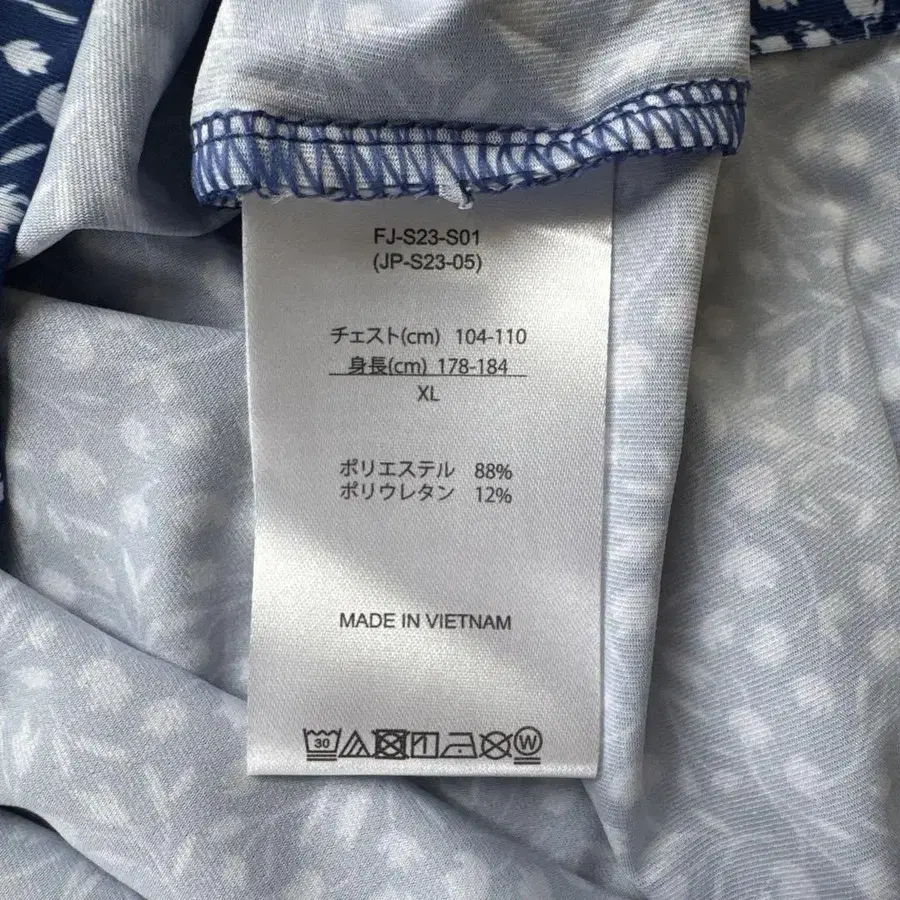 FJ-S23-S01
(JP-S23-05)
チェスト(cm) 104-110
身長(cm) 178-184
XL
ポリエステル 88%
ポリウレタン 12%
MADE IN VIETNAM
30 W